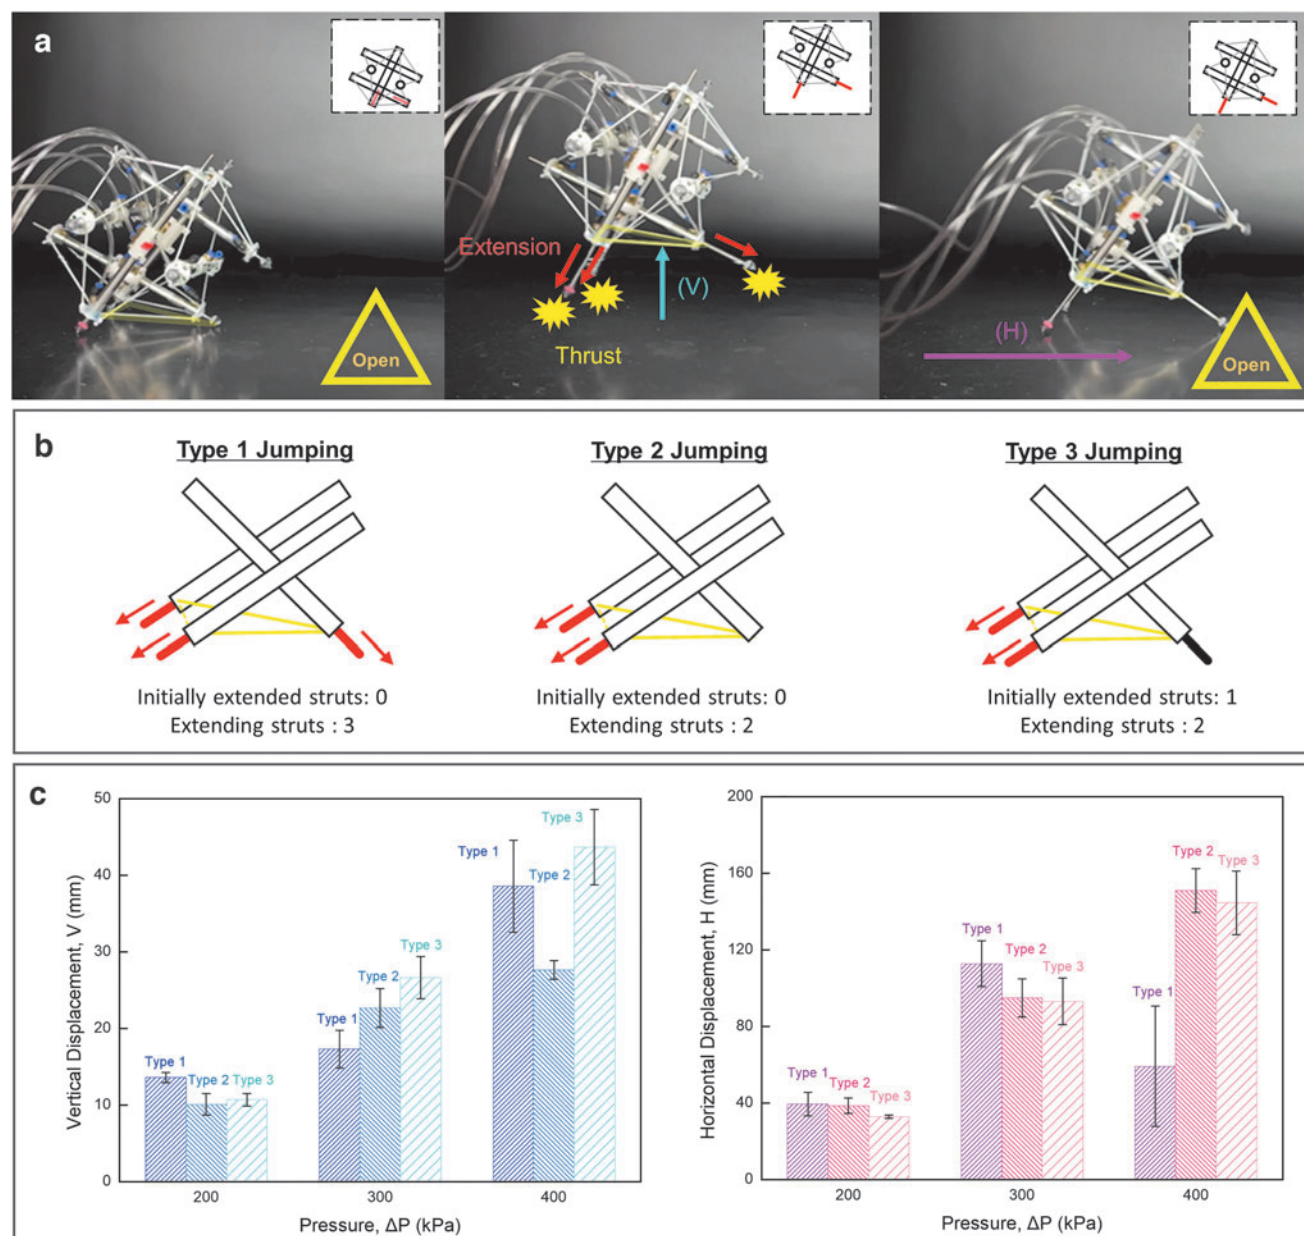 a
Extension
(V)
Thrust
Open
(H)
Open
b
Type 1 Jumping
Type 2 Jumping
Type 3 Jumping
Initially extended struts: 0
Extending struts : 3
Initially extended struts: 0
Extending struts : 2
Initially extended struts: 1
Extending struts : 2
c
Vertical Displacement, V (mm)
50
40
30
20
10
0
Type 1
Type 2
Type 3
Type 1
Type 2
Type 3
Type 1
Type 2
Type 3
200
300
400
Pressure, ΔP (kPa)
Horizontal Displacement, H (mm)
200
160
120
80
40
0
Type 1
Type 2
Type 3
Type 1
Type 2
Type 3
Type 1
Type 2
Type 3
200
300
400
Pressure, ΔP (kPa)